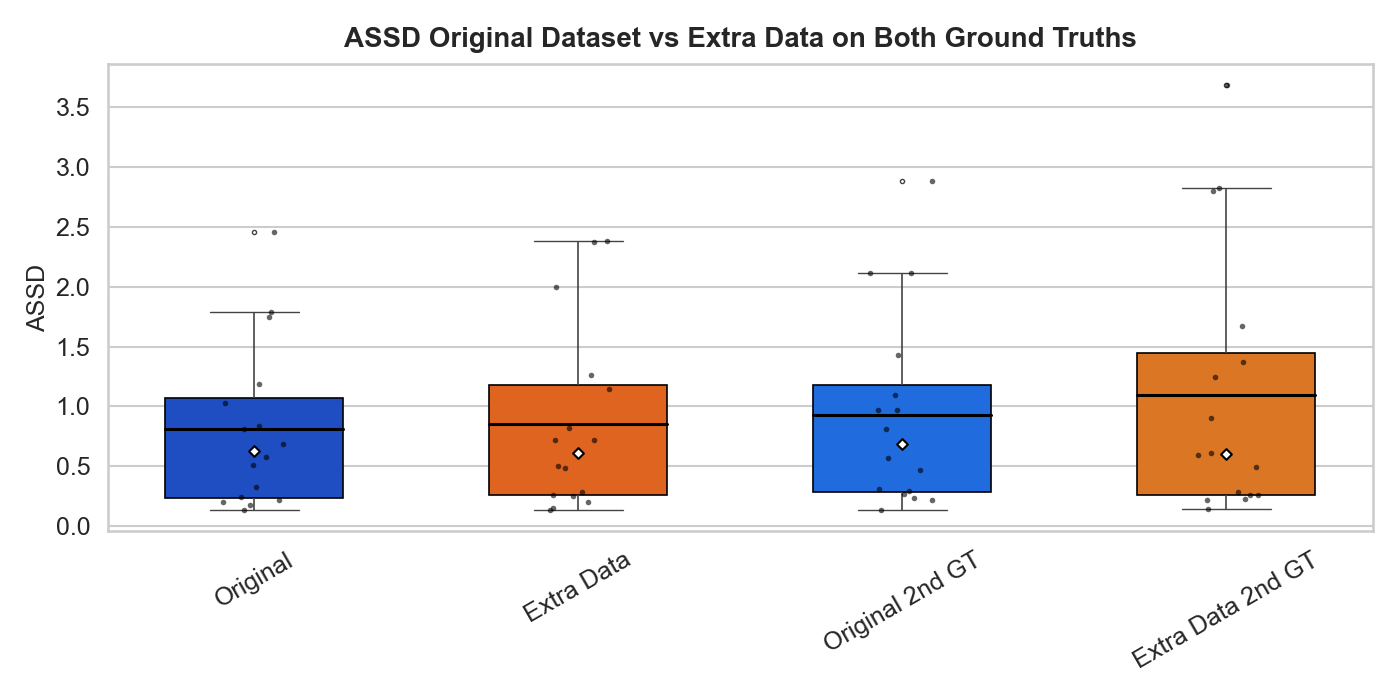 ASSD Original Dataset vs Extra Data on Both Ground Truths
ASSD
3.5
3.0
2.5
2.0
1.5
1.0
0.5
0.0
Original
Extra Data
Original 2nd GT
Extra Data 2nd GT